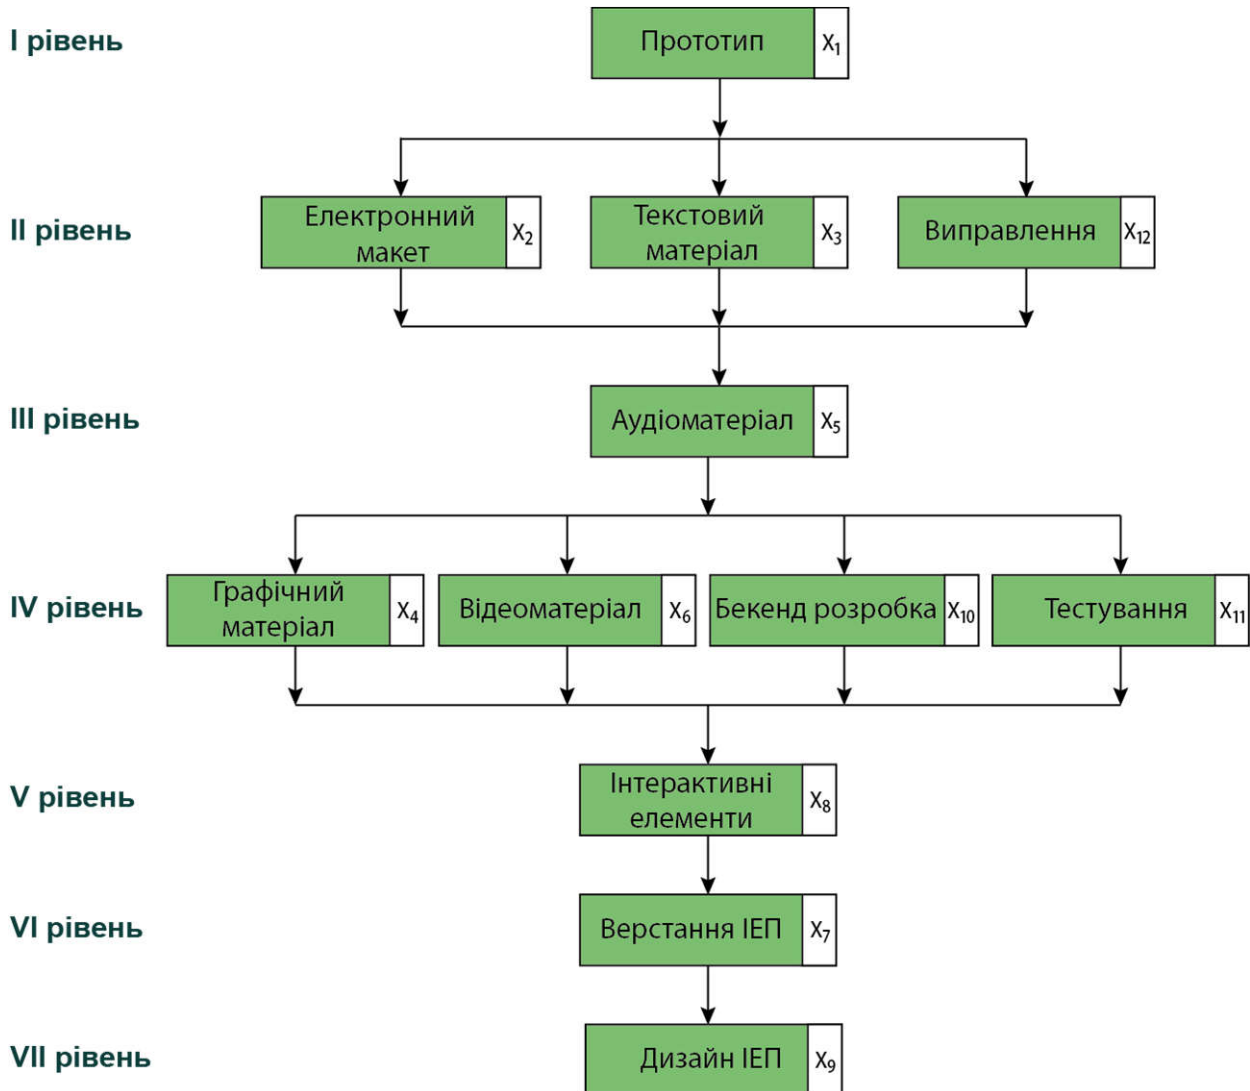 I рівень
Прототип
X₁
II рівень
Електронний
макет
X₂
Текстовий
матеріал
X₃
Виправлення
X₁₂
III рівень
Аудіоматеріал
X₅
IV рівень
Графічний
матеріал
X₄
Відеоматеріал
X₆
Бекенд розробка
X₁₀
Тестування
X₁₁
V рівень
Інтерактивні
елементи
X₈
VI рівень
Верстання ІЕП
X₇
VII рівень
Дизайн ІЕП
X₉